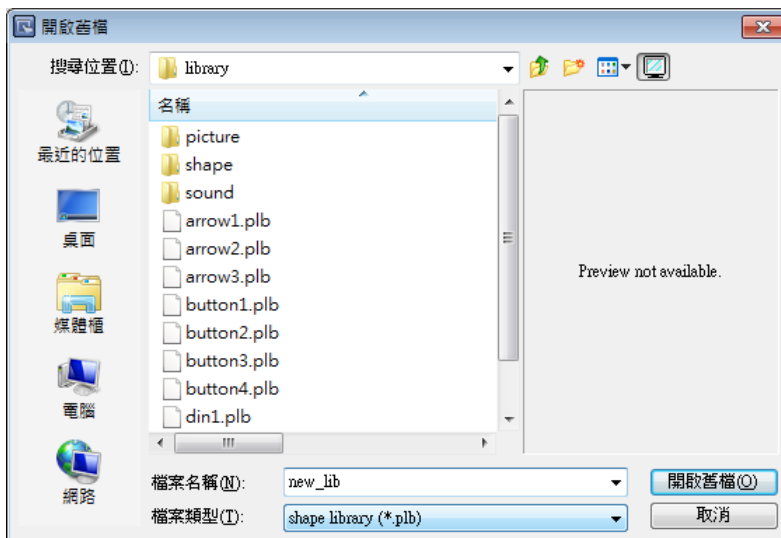 開啟舊檔
搜尋位置(I):
library
最近的位置
桌面
媒體櫃
電腦
網路
名稱
picture
shape
sound
arrow1.plb
arrow2.plb
arrow3.plb
button1.plb
button2.plb
button3.plb
button4.plb
din1.plb
Preview not available.
檔案名稱(N):
new_lib
開啟舊檔(O)
檔案類型(T):
shape library (*.plb)
取消